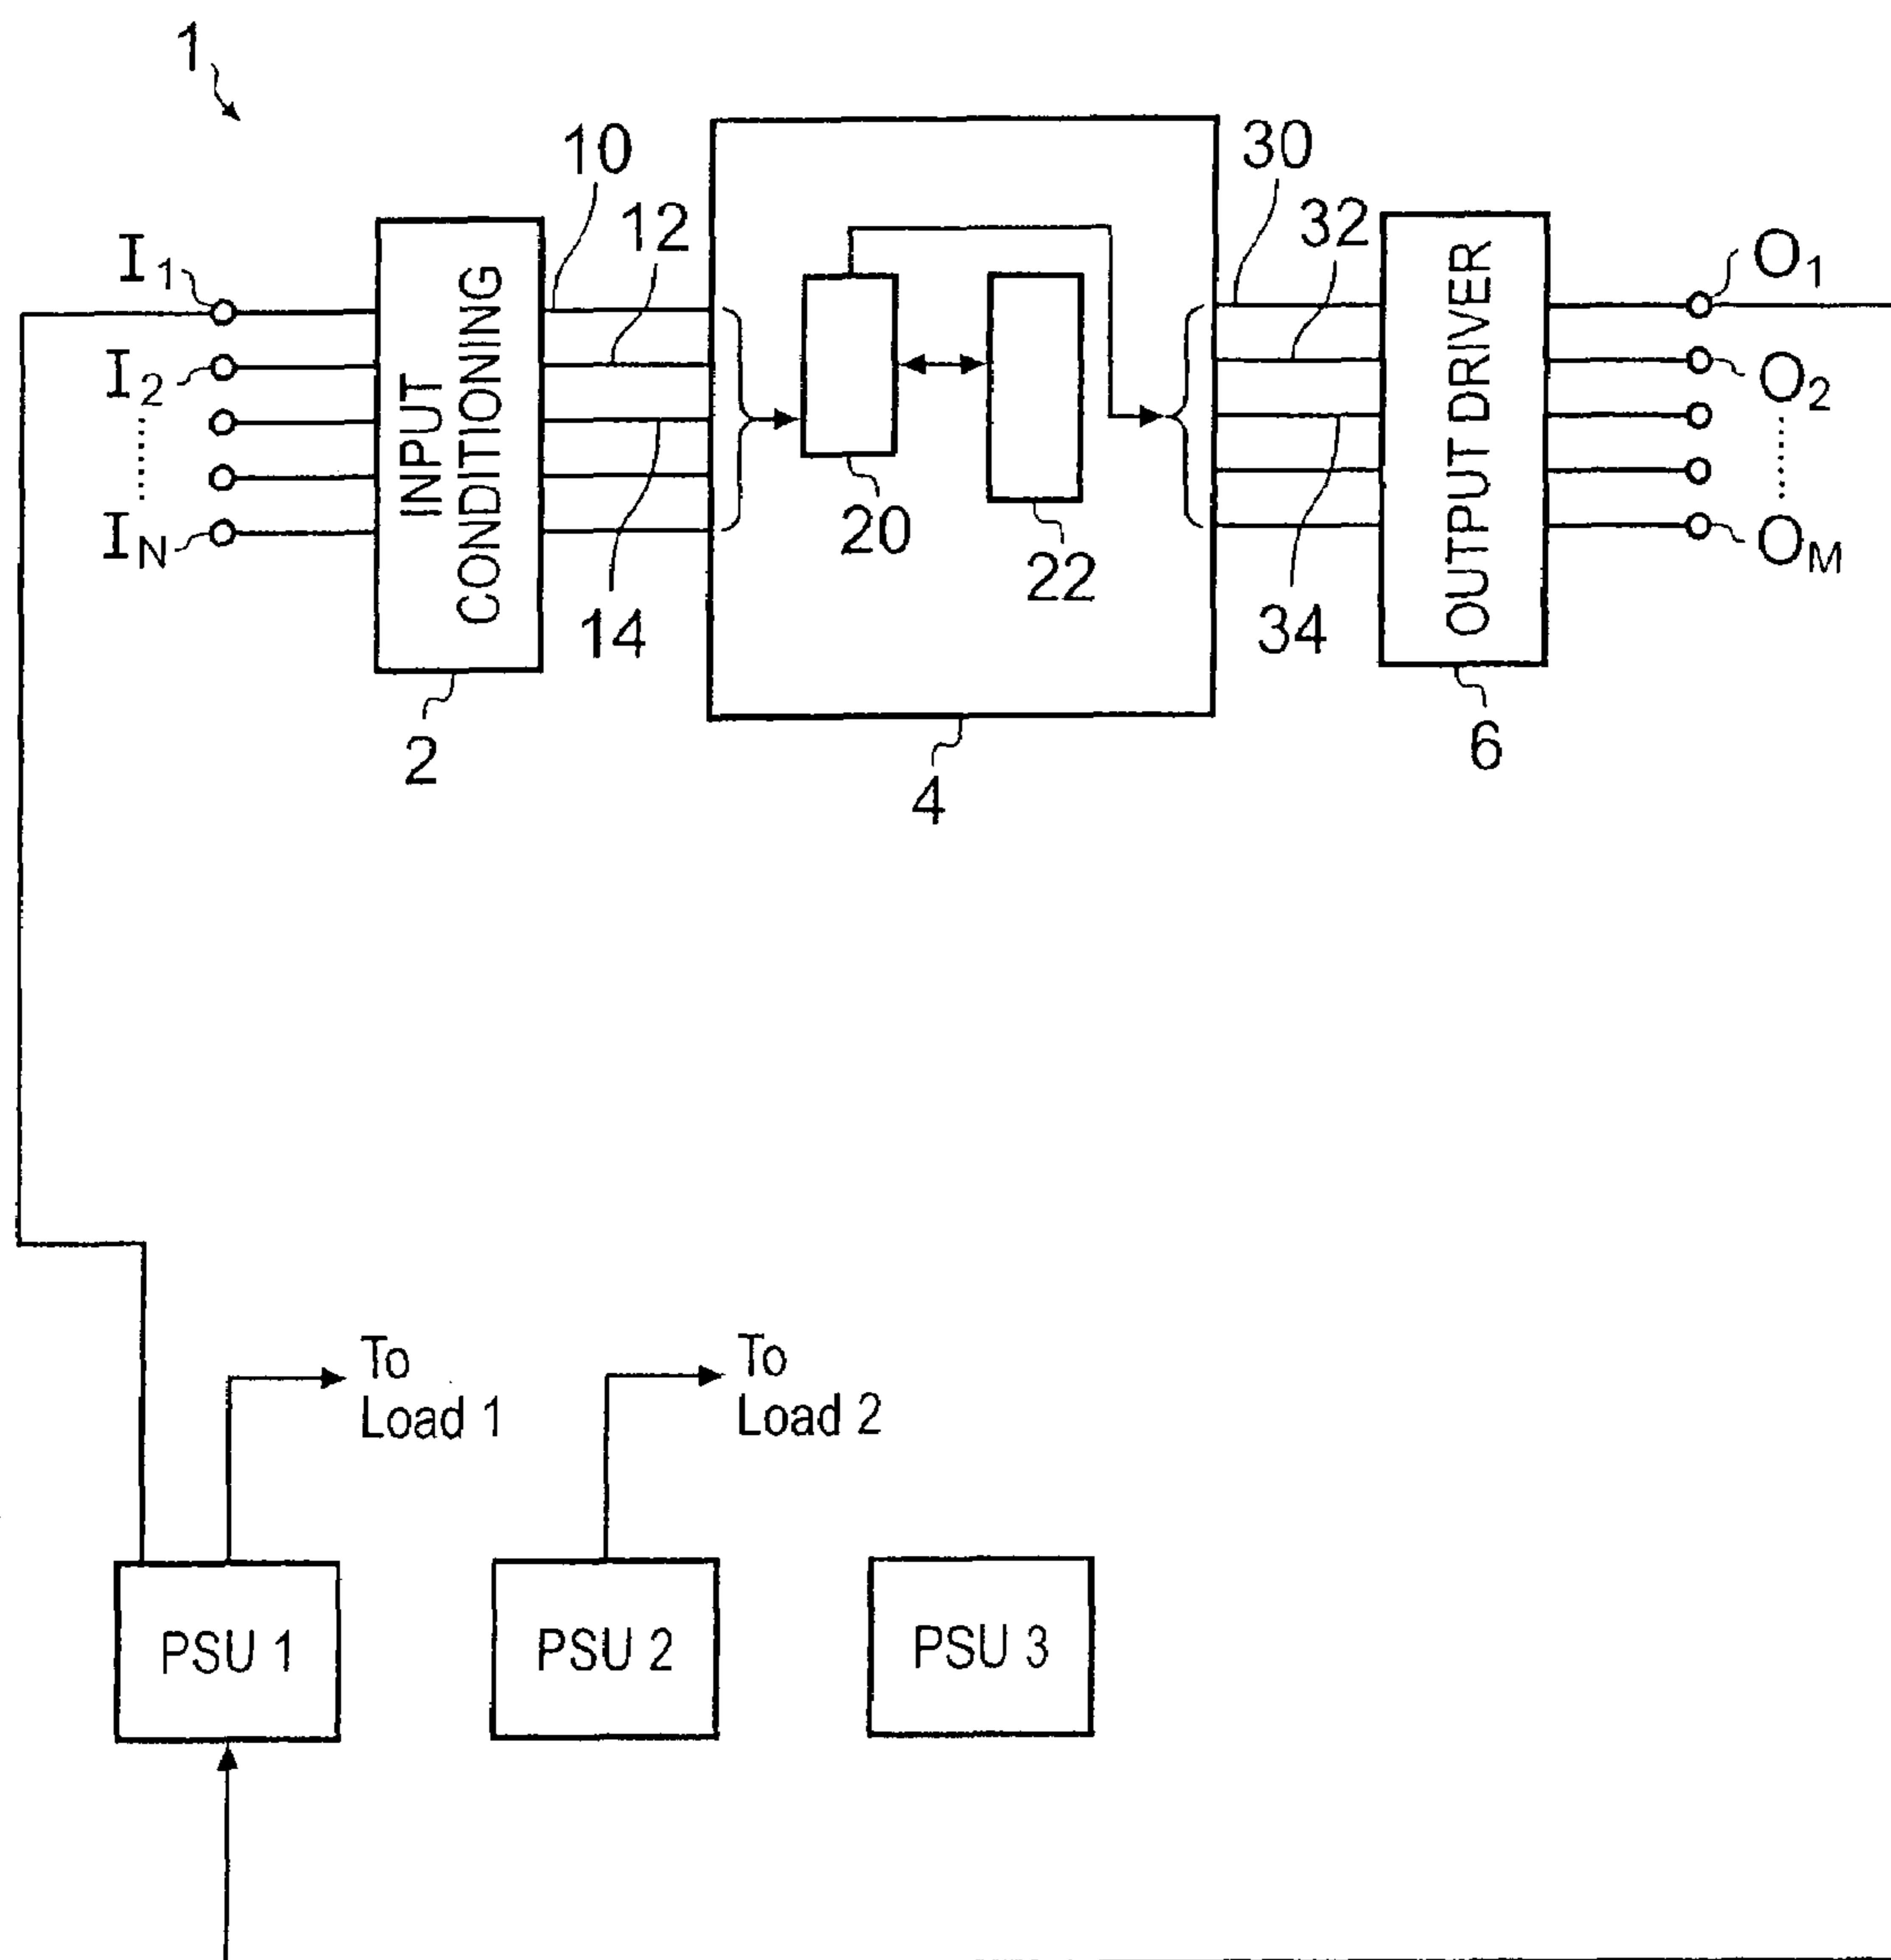 1
10
12
14
30
32
34
I1
I2
IN
INPUT
CONDITIONING
20
22
OUTPUT DRIVER
O1
O2
OM
2
4
6
To
Load 1
To
Load 2
PSU 1
PSU 2
PSU 3